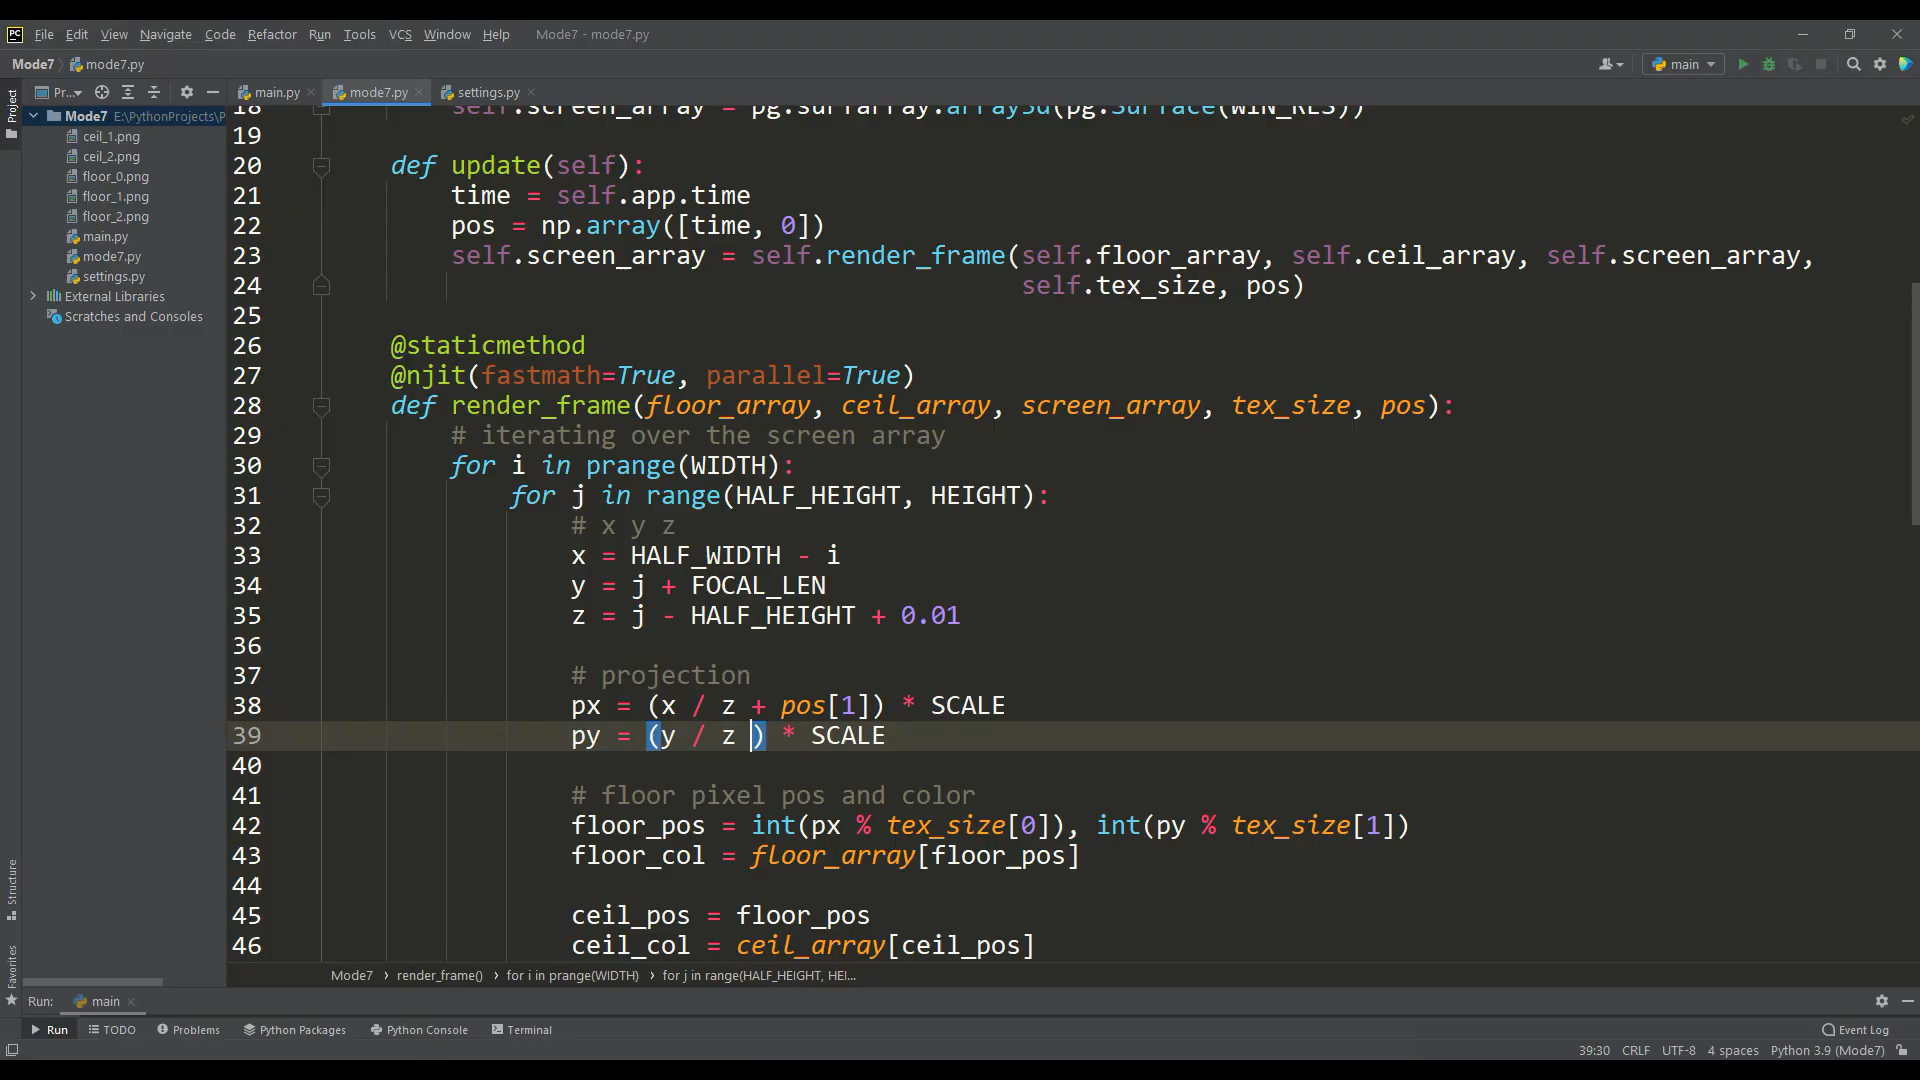 PC File Edit View Navigate Code Refactor Run Tools VCS Window Help Mode7 - mode7.py
Mode7 mode7.py main
Project Pr... main.py mode7.py settings.py
Mode7 E:\PythonProjects\P
ceil_1.png
ceil_2.png
floor_0.png
floor_1.png
floor_2.png
main.py
mode7.py
settings.py
External Libraries
Scratches and Consoles
Structure
Favorites
18 self.screen_array = pg.surfarray.array3d(pg.Surface(WIN_RES))
19
20 def update(self):
21 time = self.app.time
22 pos = np.array([time, 0])
23 self.screen_array = self.render_frame(self.floor_array, self.ceil_array, self.screen_array,
24 self.tex_size, pos)
25
26 @staticmethod
27 @njit(fastmath=True, parallel=True)
28 def render_frame(floor_array, ceil_array, screen_array, tex_size, pos):
29 # iterating over the screen array
30 for i in prange(WIDTH):
31 for j in range(HALF_HEIGHT, HEIGHT):
32 # x y z
33 x = HALF_WIDTH - i
34 y = j + FOCAL_LEN
35 z = j - HALF_HEIGHT + 0.01
36
37 # projection
38 px = (x / z + pos[1]) * SCALE
39 py = (y / z ) * SCALE
40
41 # floor pixel pos and color
42 floor_pos = int(px % tex_size[0]), int(py % tex_size[1])
43 floor_col = floor_array[floor_pos]
44
45 ceil_pos = floor_pos
46 ceil_col = ceil_array[ceil_pos]
Mode7 render_frame() for i in prange(WIDTH) for j in range(HALF_HEIGHT, HEI...
Run: main
Run TODO Problems Python Packages Python Console Terminal Event Log
39:30 CRLF UTF-8 4 spaces Python 3.9 (Mode7)